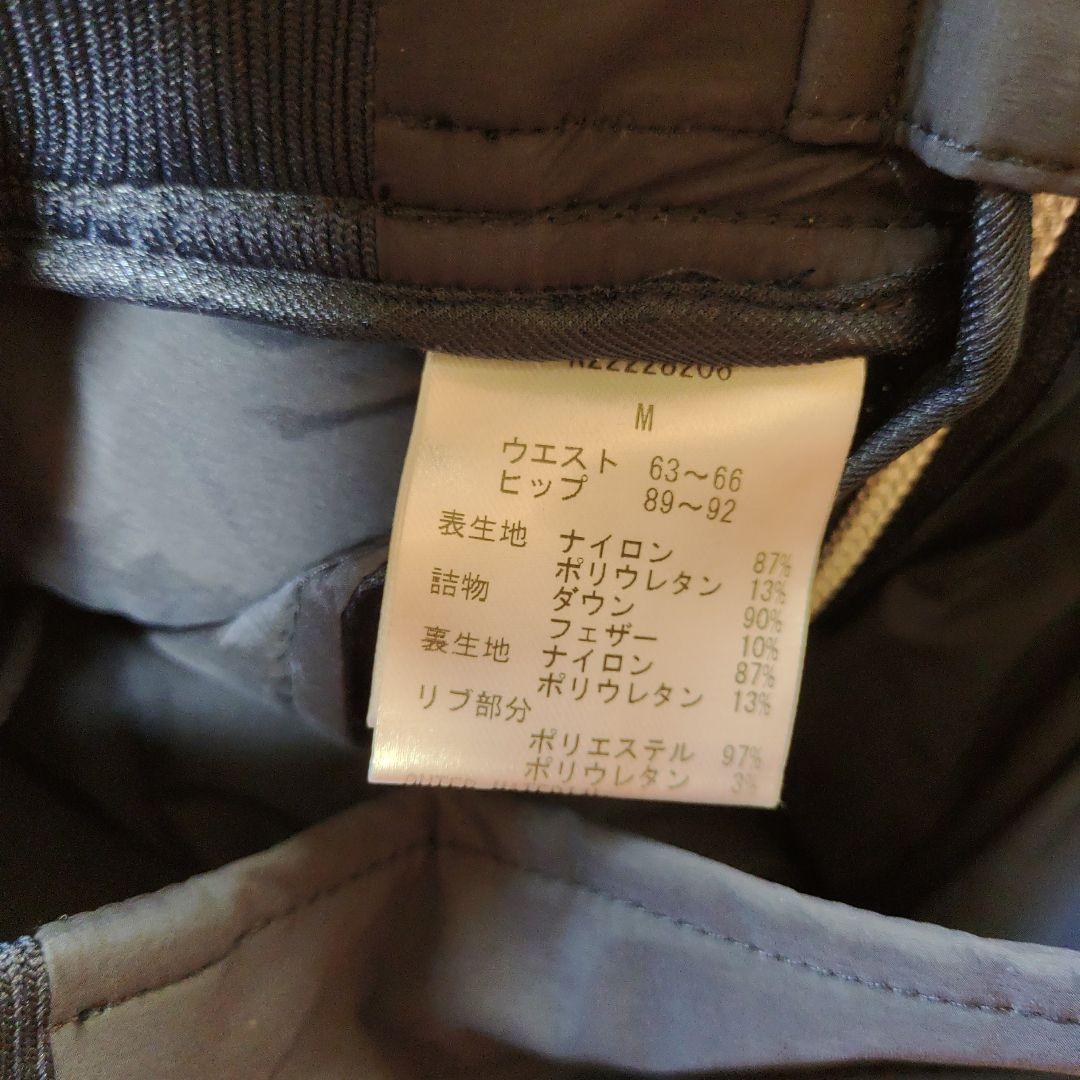 M
ウエスト 63～66
ヒップ 89～92
表生地 ナイロン 87%
ポリウレタン 13%
詰物 ダウン 90%
フェザー 10%
裏生地 ナイロン 87%
ポリウレタン 13%
リブ部分
ポリエステル 97%
ポリウレタン 3%